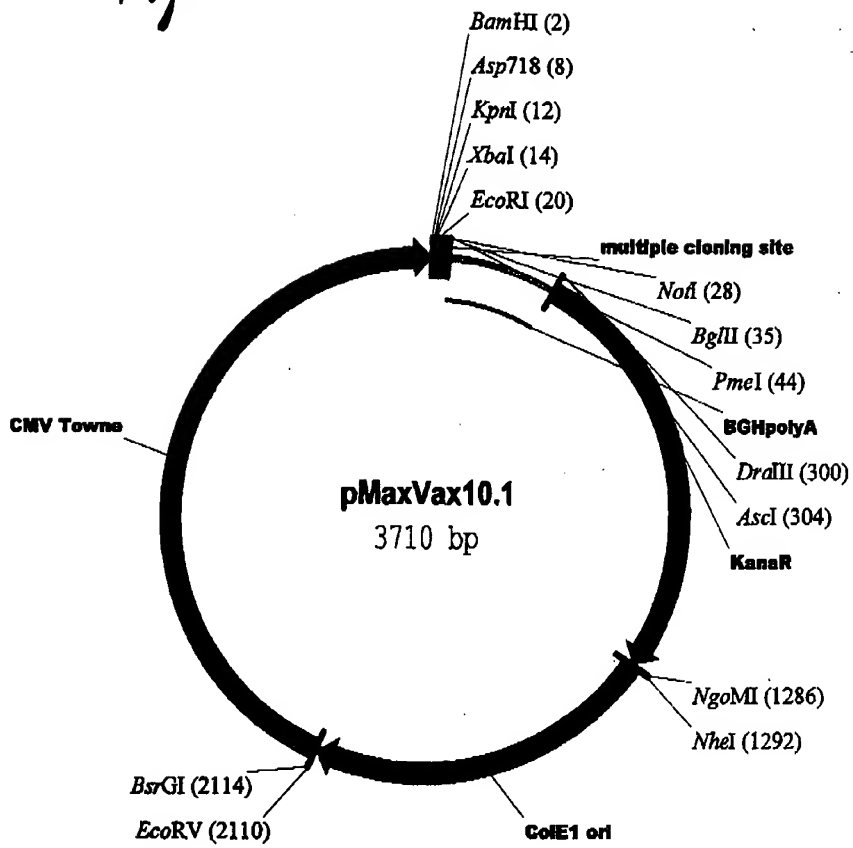 BamHI (2)
Asp718 (8)
KpnI (12)
XbaI (14)
EcoRI (20)
multiple cloning site
NotI (28)
BglII (35)
PmeI (44)
BGHpolyA
DraIII (300)
AscI (304)
KanaR
CMV Towne
pMaxVax10.1
3710 bp
NgoMI (1286)
NheI (1292)
BsrGI (2114)
EcoRV (2110)
ColE1 ori